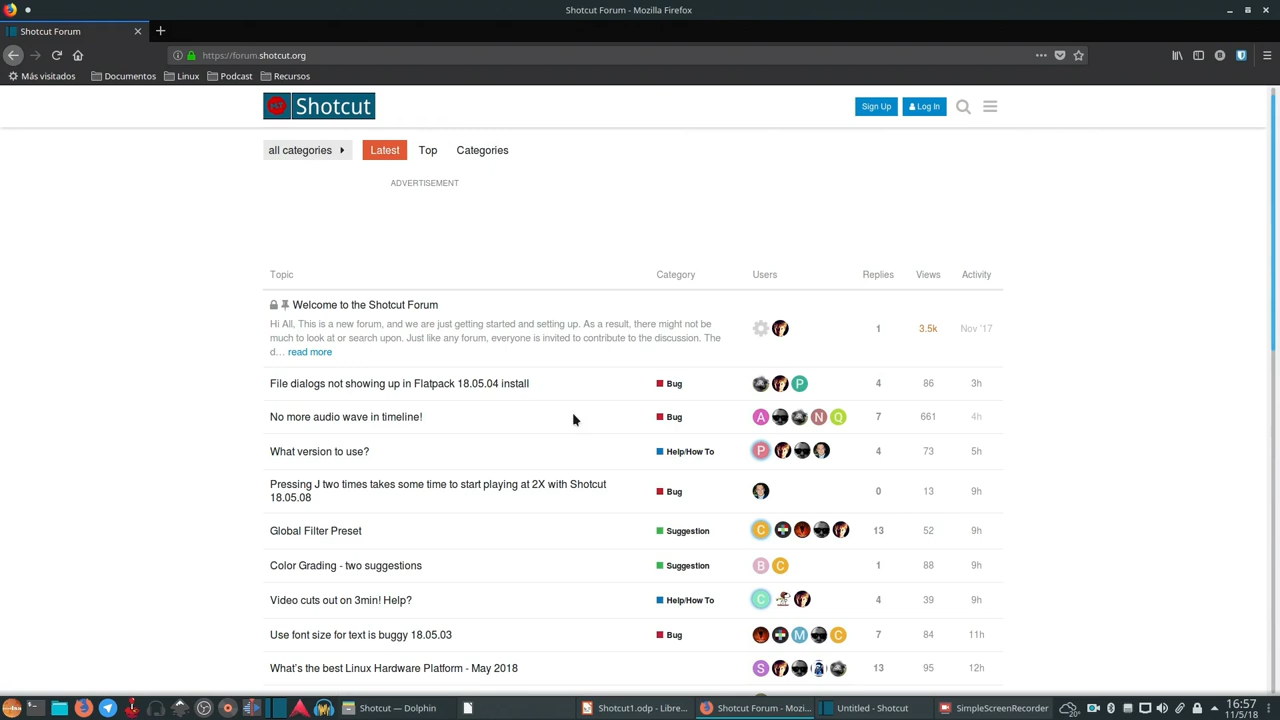 Shotcut Forum - Mozilla Firefox
Shotcut Forum
https://forum.shotcut.org
Más visitados Documentos Linux Podcast Recursos
Shotcut
Sign Up Log In
all categories Latest Top Categories
ADVERTISEMENT
Topic Category Users Replies Views Activity
Welcome to the Shotcut Forum
Hi All, This is a new forum, and we are just getting started and setting up. As a result, there might not be
much to look at or search upon. Just like any forum, everyone is invited to contribute to the discussion. The
d… read more
1 3.5k Nov '17
File dialogs not showing up in Flatpack 18.05.04 install Bug P 4 86 3h
No more audio wave in timeline! Bug A N Q 7 661 4h
What version to use? Help/How To P 4 73 5h
Pressing J two times takes some time to start playing at 2X with Shotcut
18.05.08
Bug 0 13 9h
Global Filter Preset Suggestion C 13 52 9h
Color Grading - two suggestions Suggestion B C 1 88 9h
Video cuts out on 3min! Help? Help/How To C 4 39 9h
Use font size for text is buggy 18.05.03 Bug M C 7 84 11h
What's the best Linux Hardware Platform - May 2018 S 13 95 12h
Shotcut — Dolphin Shotcut1.odp - Libre... Shotcut Forum - Mozi... Untitled - Shotcut SimpleScreenRecorder 20° 16:57
11/5/18